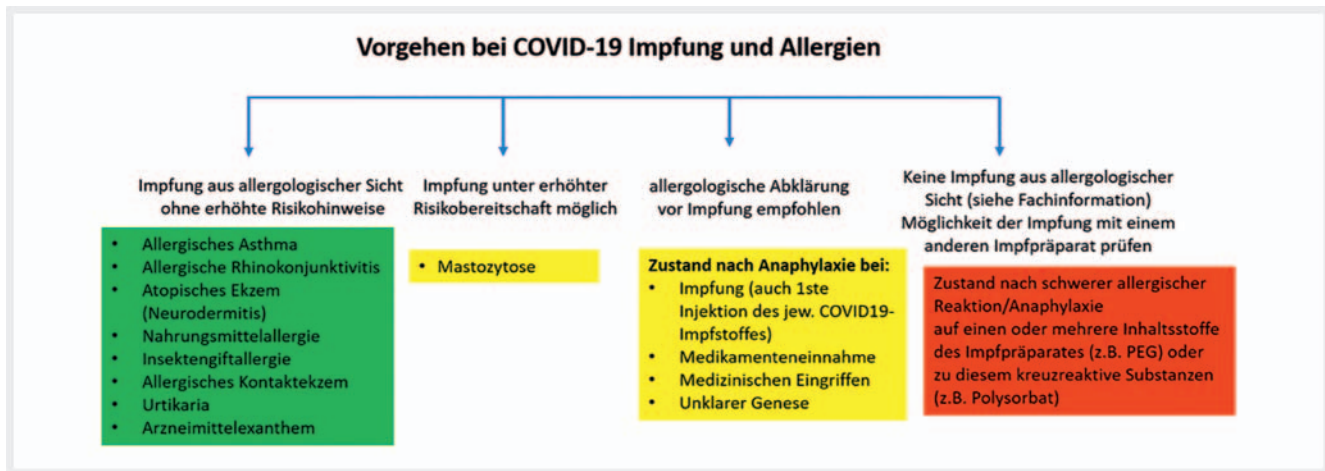 Vorgehen bei COVID-19 Impfung und Allergien
Impfung aus allergologischer Sicht
ohne erhöhte Risikohinweise
• Allergisches Asthma
• Allergische Rhinokonjunktivitis
• Atopisches Ekzem
(Neurodermitis)
• Nahrungsmittelallergie
• Insektengiftallergie
• Allergisches Kontaktekzem
• Urtikaria
• Arzneimittelexanthem
Impfung unter erhöhter
Risikobereitschaft möglich
• Mastozytose
allergologische Abklärung
vor Impfung empfohlen
Zustand nach Anaphylaxie bei:
• Impfung (auch 1ste
Injektion des jew. COVID19-
Impfstoffes)
• Medikamenteneinnahme
• Medizinischen Eingriffen
• Unklarer Genese
Keine Impfung aus allergologischer
Sicht (siehe Fachinformation)
Möglichkeit der Impfung mit einem
anderen Impfpräparat prüfen
Zustand nach schwerer allergischer
Reaktion/Anaphylaxie
auf einen oder mehrere Inhaltsstoffe
des Impfpräparates (z.B. PEG) oder
zu diesem kreuzreaktive Substanzen
(z.B. Polysorbat)